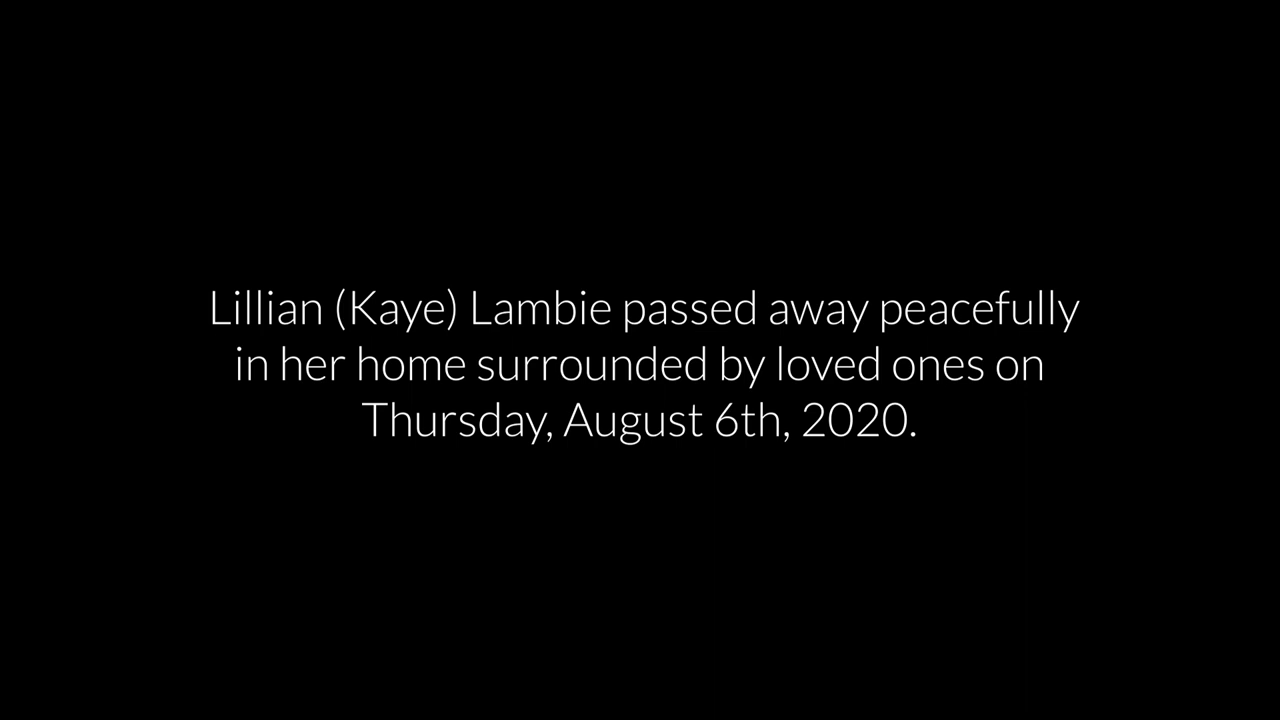 Lillian (Kaye) Lambie passed away peacefully
in her home surrounded by loved ones on
Thursday, August 6th, 2020.